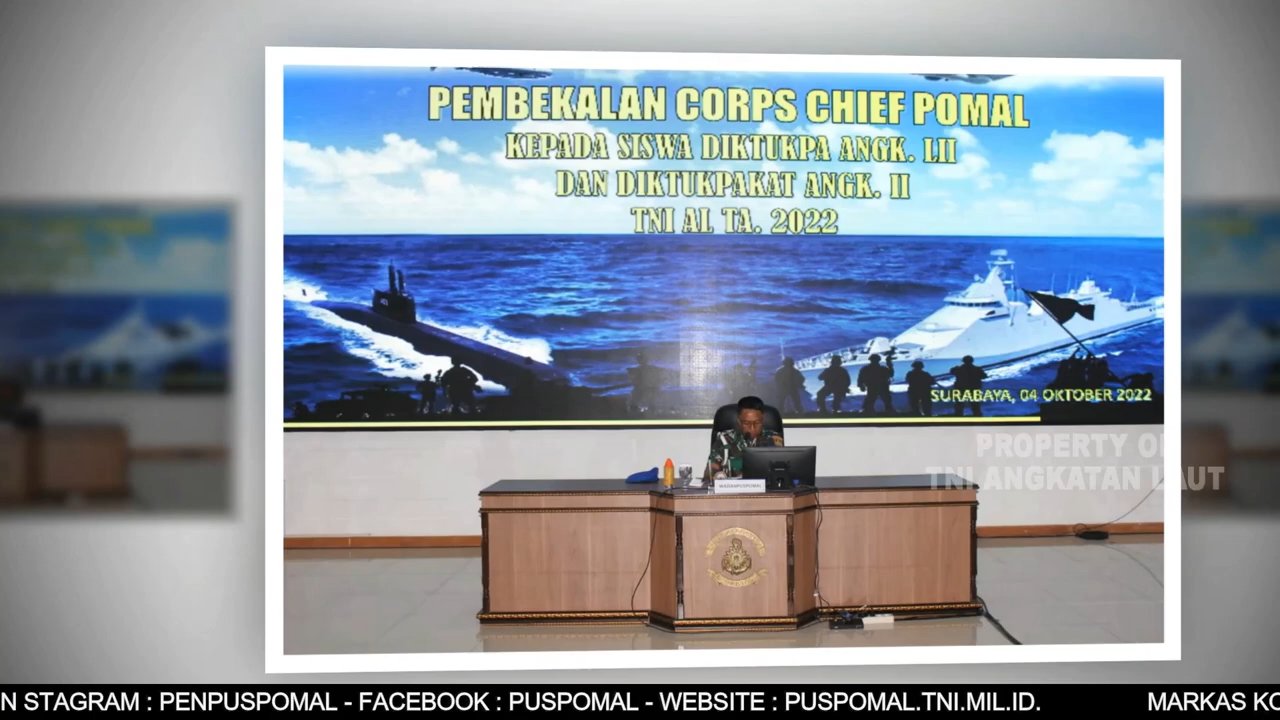 PEMBEKALAN CORPS CHIEF POMAL
KEPADA SISWA DIKTUKPA ANGK. LII
DAN DIKTUKPAKAT ANGK. II
TNI AL TA. 2022
SURABAYA, 04 OKTOBER 2022
PROPERTY OF
TNI ANGKATAN LAUT
N STAGRAM : PENPUSPOMAL - FACEBOOK : PUSPOMAL - WEBSITE : PUSPOMAL.TNI.MIL.ID. MARKAS KO